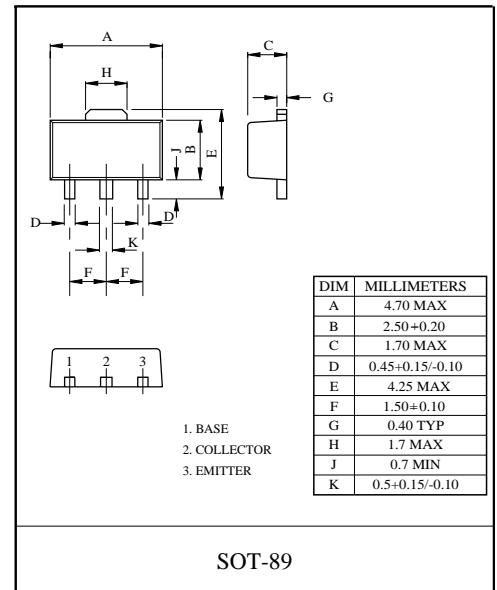 A
H
C
G
J
B
E
D
D
K
F
F
DIM MILLIMETERS
A 4.70 MAX
B 2.50+0.20
C 1.70 MAX
D 0.45+0.15/-0.10
E 4.25 MAX
F 1.50±0.10
G 0.40 TYP
H 1.7 MAX
J 0.7 MIN
K 0.5+0.15/-0.10
1 2 3
1. BASE
2. COLLECTOR
3. EMITTER
SOT-89